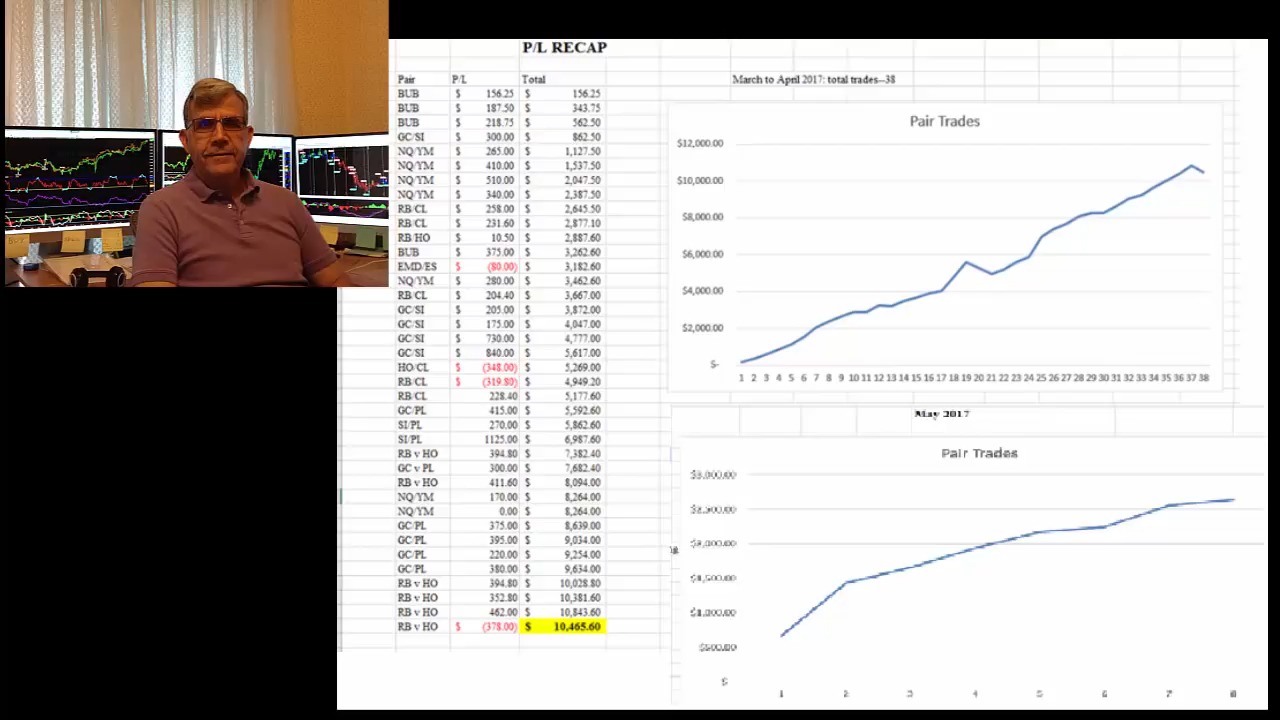 P/L RECAP
Pair P/L Total
BUB $ 156.25 $ 156.25
BUB $ 187.50 $ 343.75
BUB $ 218.75 $ 562.50
GC/SI $ 300.00 $ 862.50
NQ/YM $ 265.00 $ 1,127.50
NQ/YM $ 410.00 $ 1,537.50
NQ/YM $ 510.00 $ 2,047.50
NQ/YM $ 340.00 $ 2,387.50
RB/CL $ 258.00 $ 2,645.50
RB/CL $ 231.60 $ 2,877.10
RB/HO $ 10.50 $ 2,887.60
BUB $ 375.00 $ 3,262.60
EMD/ES $ (80.00) $ 3,182.60
NQ/YM $ 280.00 $ 3,462.60
RB/CL $ 204.40 $ 3,667.00
GC/SI $ 205.00 $ 3,872.00
GC/SI $ 175.00 $ 4,047.00
GC/SI $ 730.00 $ 4,777.00
GC/SI $ 840.00 $ 5,617.00
HO/CL $ (348.00) $ 5,269.00
RB/CL $ (319.80) $ 4,949.20
RB/CL 228.40 $ 5,177.60
GC/PL 415.00 $ 5,592.60
SI/PL 270.00 $ 5,862.60
SI/PL 1125.00 $ 6,987.60
RB v HO 394.80 $ 7,382.40
GC v PL 300.00 $ 7,682.40
RB v HO 411.60 $ 8,094.00
NQ/YM 170.00 $ 8,264.00
NQ/YM 0.00 $ 8,264.00
GC/PL 375.00 $ 8,639.00
GC/PL 395.00 $ 9,034.00
GC/PL 220.00 $ 9,254.00
GC/PL 380.00 $ 9,634.00
RB v HO 394.80 $ 10,028.80
RB v HO 352.80 $ 10,381.60
RB v HO 462.00 $ 10,843.60
RB v HO $ (378.00) $ 10,465.60
March to April 2017: total trades--38
Pair Trades
$12,000.00
$10,000.00
$8,000.00
$6,000.00
$4,000.00
$2,000.00
$-
1 2 3 4 5 6 7 8 9 10 11 12 13 14 15 16 17 18 19 20 21 22 23 24 25 26 27 28 29 30 31 32 33 34 35 36 37 38
May 2017
Pair Trades
$3,000.00
$2,500.00
$2,000.00
$1,500.00
$1,000.00
$500.00
$
1 2 3 4 5 6 7 8